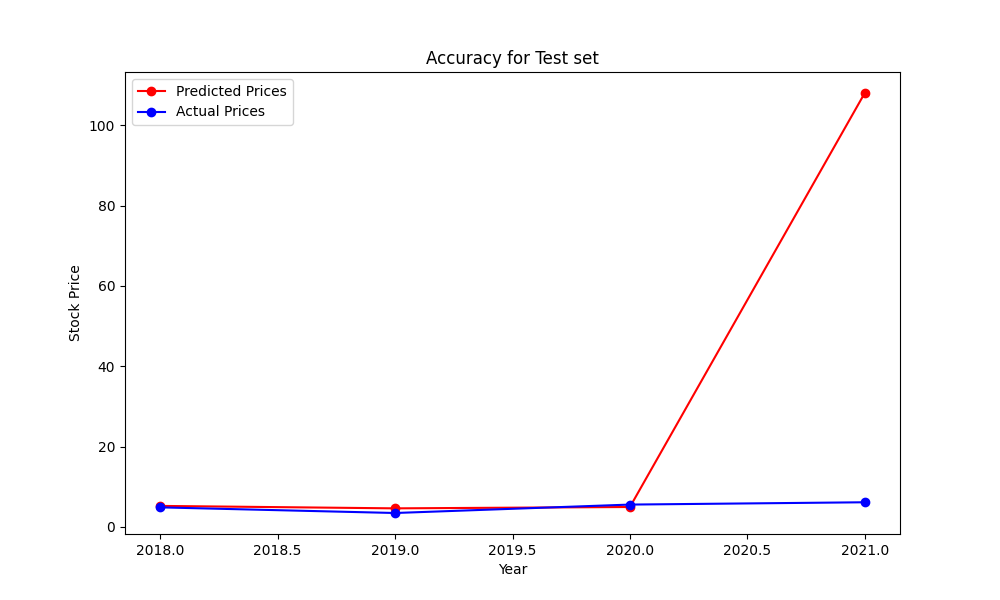 Accuracy for Test set
Predicted Prices
Actual Prices
Stock Price
100
80
60
40
20
0
2018.0 2018.5 2019.0 2019.5 2020.0 2020.5 2021.0
Year